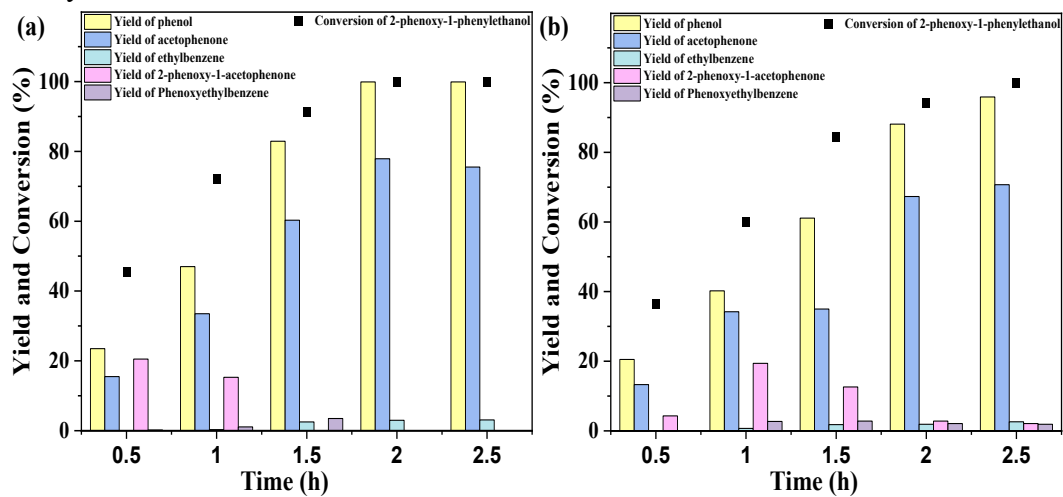 (a)
Yield of phenol
Yield of acetophenone
Yield of ethylbenzene
Yield of 2-phenoxy-1-acetophenone
Yield of Phenoxyethylbenzene
Conversion of 2-phenoxy-1-phenylethanol
Yield and Conversion (%)
100
80
60
40
20
0
0.5 1 1.5 2 2.5
Time (h)
(b)
Yield of phenol
Yield of acetophenone
Yield of ethylbenzene
Yield of 2-phenoxy-1-acetophenone
Yield of Phenoxyethylbenzene
Conversion of 2-phenoxy-1-phenylethanol
Yield and Conversion (%)
100
80
60
40
20
0
0.5 1 1.5 2 2.5
Time (h)